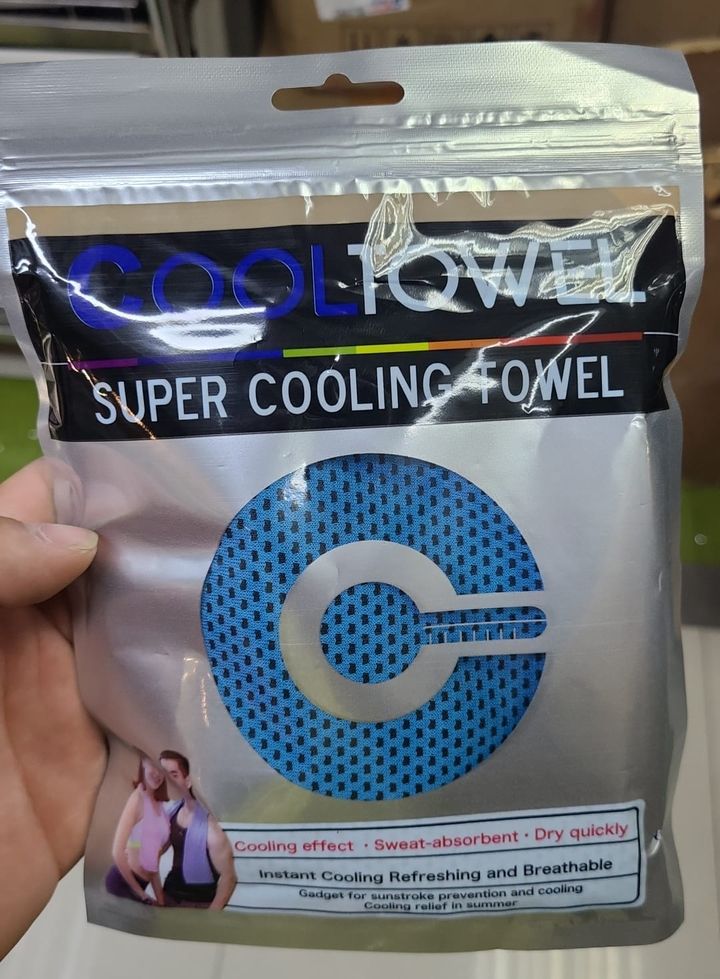 COOLTOWEL
SUPER COOLING TOWEL
Cooling effect · Sweat-absorbent · Dry quickly
Instant Cooling Refreshing and Breathable
Gadget for sunstroke prevention and cooling
Cooling relief in summer